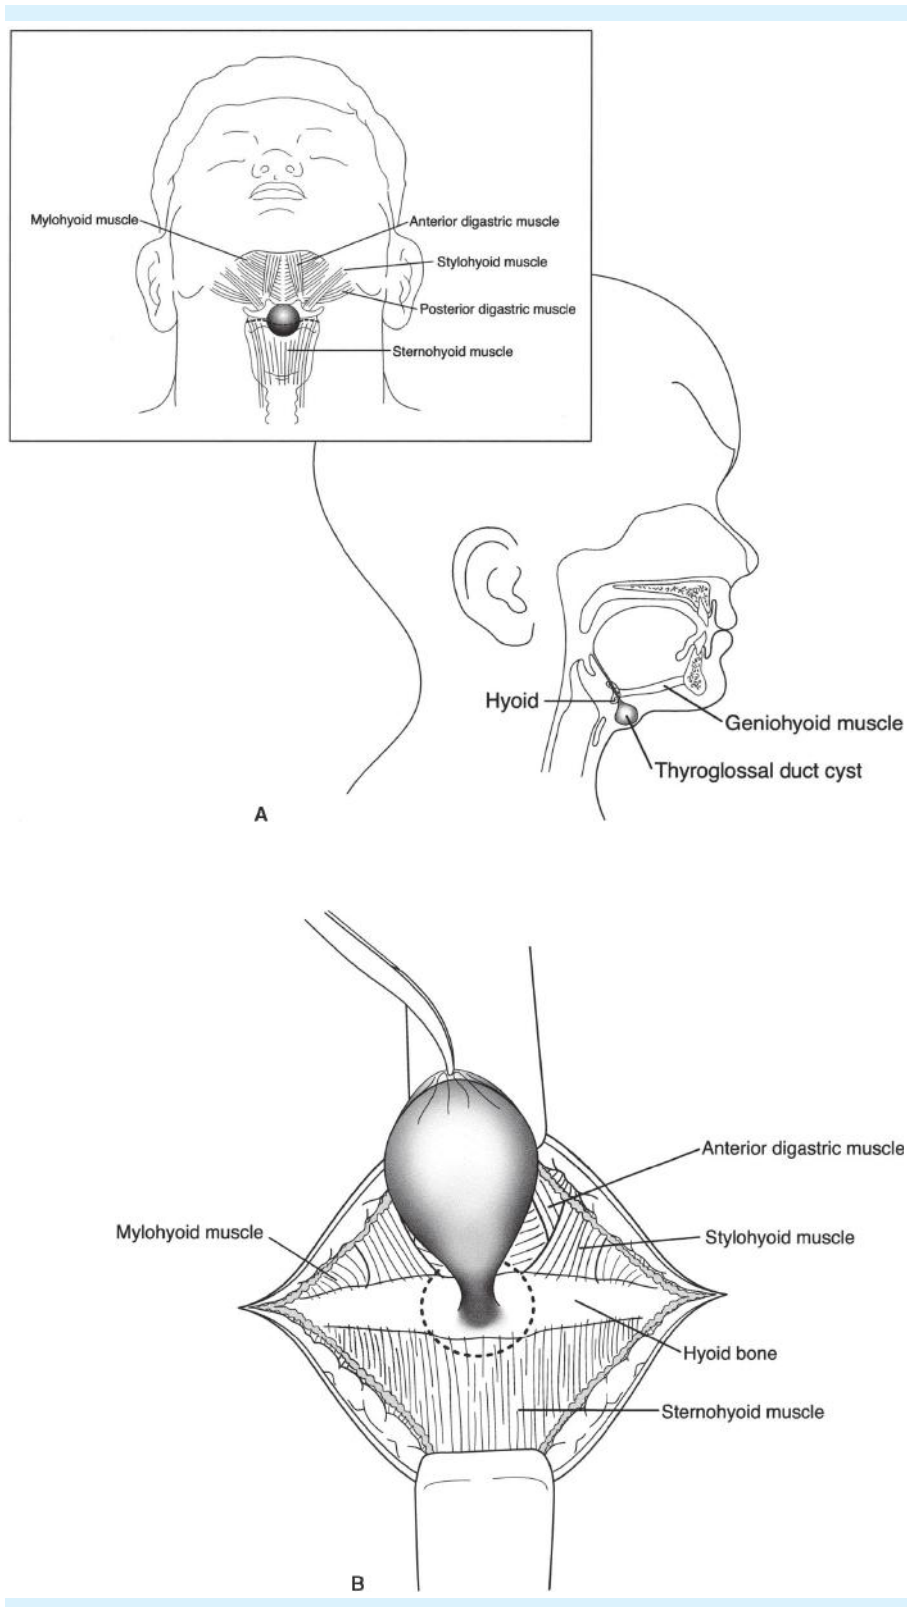 Mylohyoid muscle
Anterior digastric muscle
Stylohyoid muscle
Posterior digastric muscle
Sternohyoid muscle
Hyoid
Geniohyoid muscle
Thyroglossal duct cyst
A
Anterior digastric muscle
Mylohyoid muscle
Stylohyoid muscle
Hyoid bone
Sternohyoid muscle
B